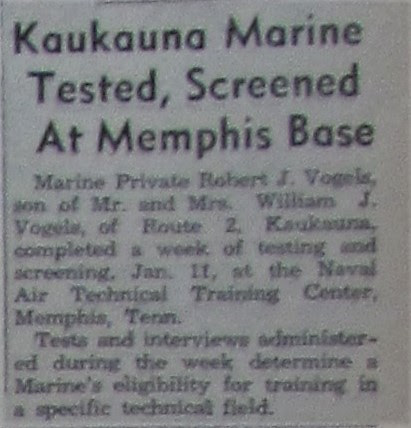 Kaukauna Marine
Tested, Screened
At Memphis Base
Marine Private Robert J. Vogels,
son of Mr. and Mrs. William J.
Vogels, of Route 2, Kaukauna,
completed a week of testing and
screening, Jan. 11, at the Naval
Air Technical Training Center,
Memphis, Tenn.
Tests and interviews administer-
ed during the week determine a
Marine's eligibility for training in
a specific technical field.